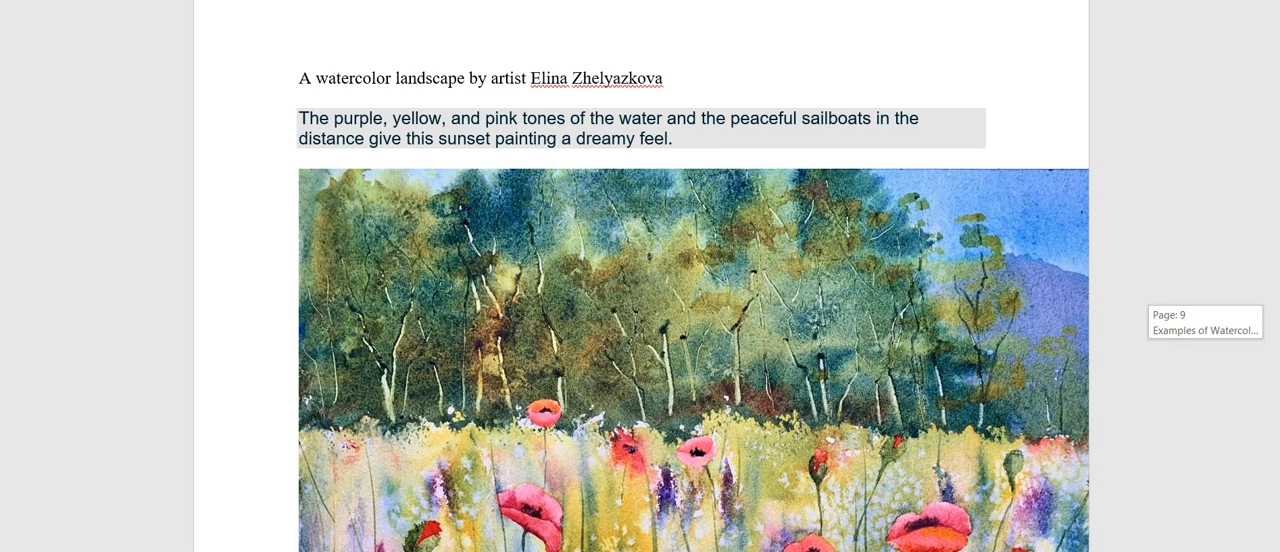 A watercolor landscape by artist Elina Zhelyazkova
The purple, yellow, and pink tones of the water and the peaceful sailboats in the
distance give this sunset painting a dreamy feel.
Page: 9
Examples of Watercol...